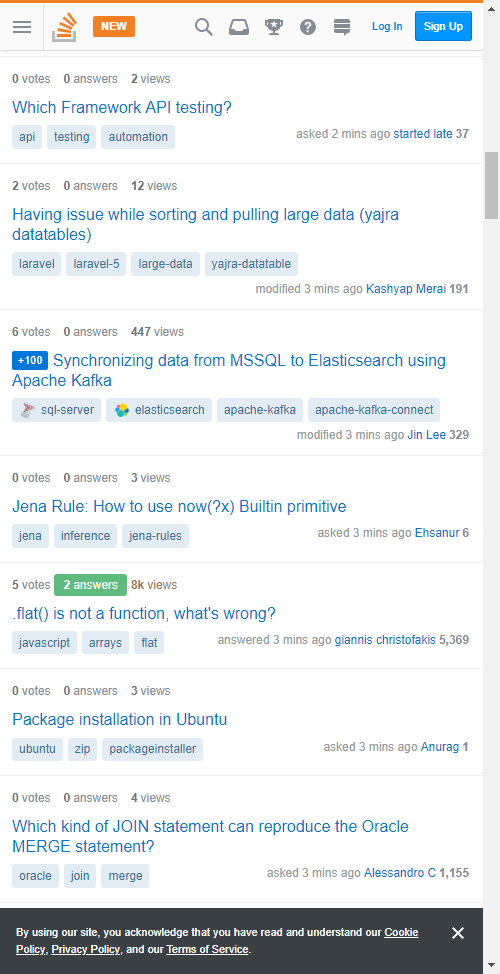 NEW Log In Sign Up
0 votes 0 answers 2 views
Which Framework API testing?
api testing automation
asked 2 mins ago started late 37
2 votes 0 answers 12 views
Having issue while sorting and pulling large data (yajra
datatables)
laravel laravel-5 large-data yajra-datatable
modified 3 mins ago Kashyap Merai 191
6 votes 0 answers 447 views
+100 Synchronizing data from MSSQL to Elasticsearch using
Apache Kafka
sql-server elasticsearch apache-kafka apache-kafka-connect
modified 3 mins ago Jin Lee 329
0 votes 0 answers 3 views
Jena Rule: How to use now(?x) Builtin primitive
jena inference jena-rules
asked 3 mins ago Ehsanur 6
5 votes 2 answers 8k views
.flat() is not a function, what's wrong?
javascript arrays flat
answered 3 mins ago giannis christofakis 5,369
0 votes 0 answers 3 views
Package installation in Ubuntu
ubuntu zip packageinstaller
asked 3 mins ago Anurag 1
0 votes 0 answers 4 views
Which kind of JOIN statement can reproduce the Oracle
MERGE statement?
oracle join merge
asked 3 mins ago Alessandro C 1,155
By using our site, you acknowledge that you have read and understand our Cookie
Policy, Privacy Policy, and our Terms of Service.